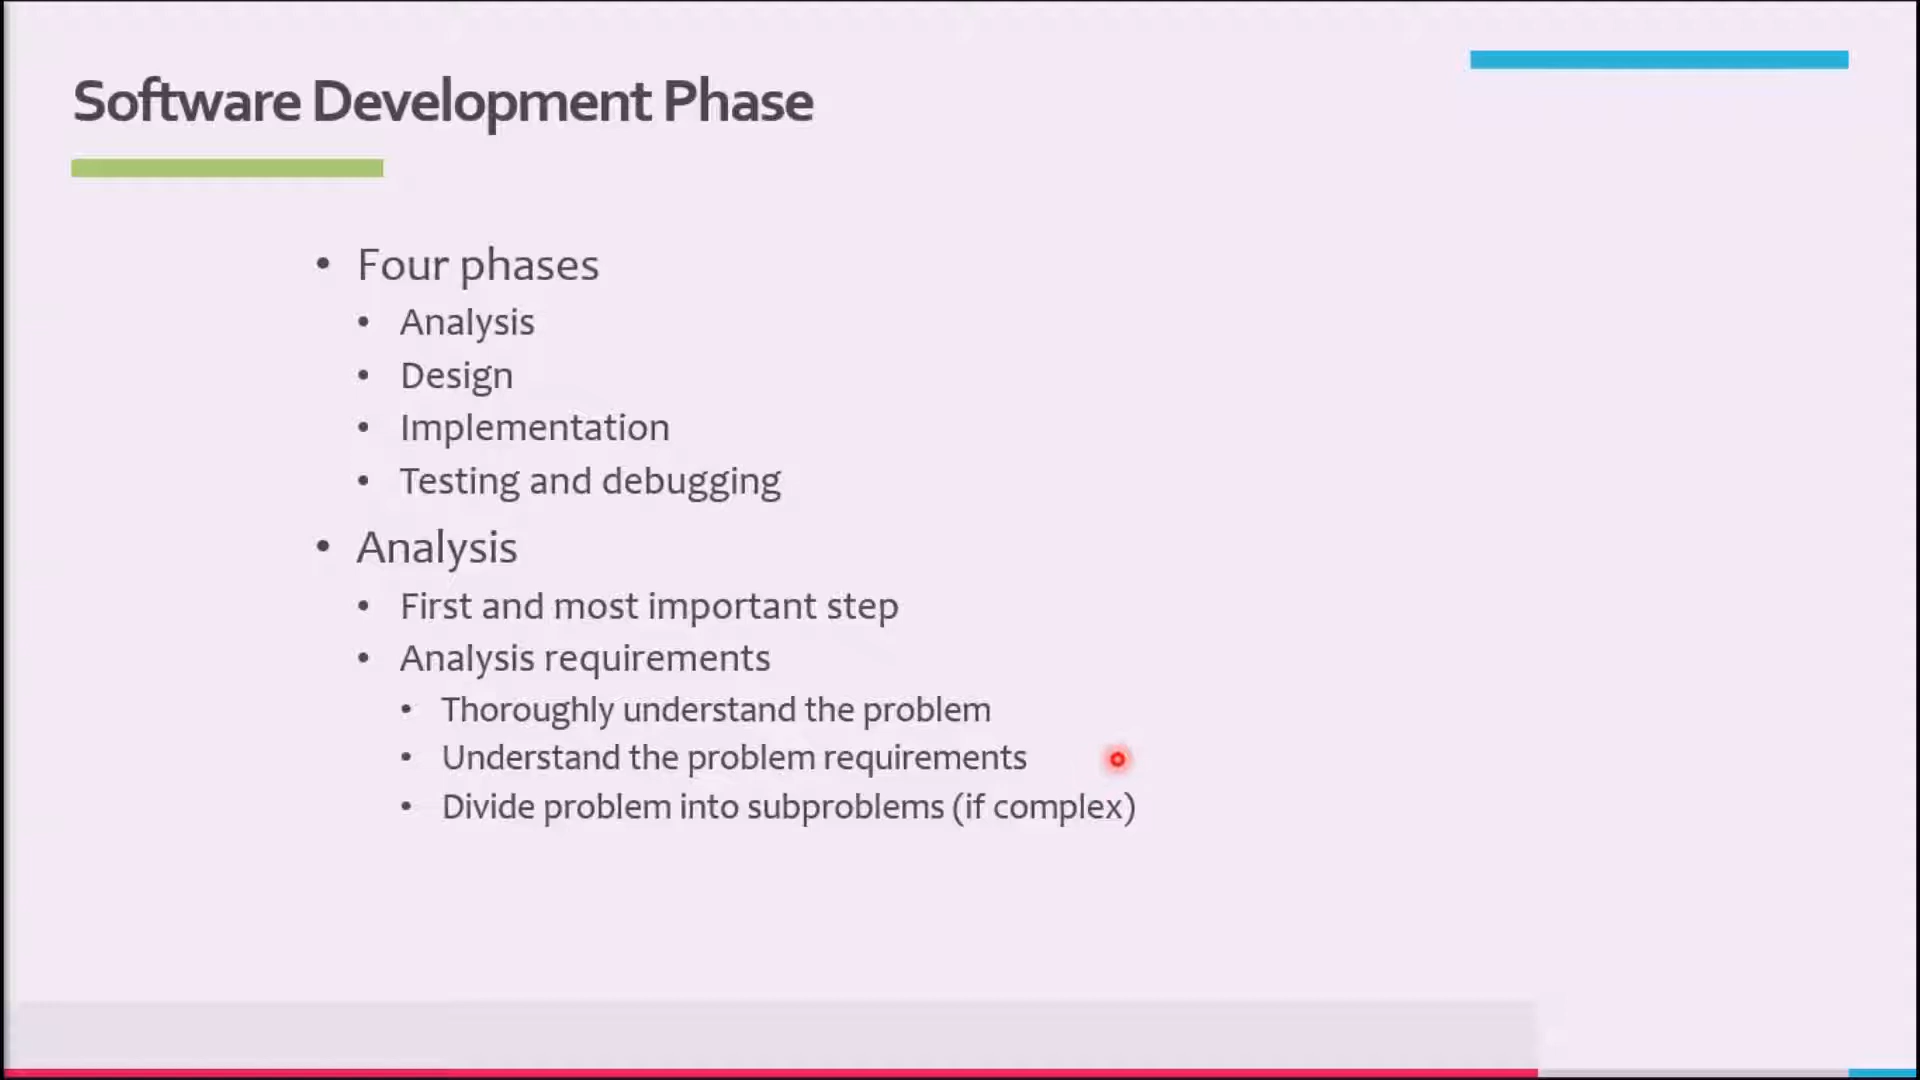 Software Development Phase
• Four phases
• Analysis
• Design
• Implementation
• Testing and debugging
• Analysis
• First and most important step
• Analysis requirements
• Thoroughly understand the problem
• Understand the problem requirements
• Divide problem into subproblems (if complex)